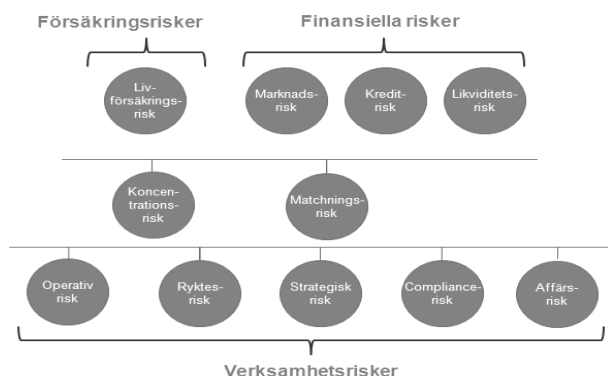 Försäkringsrisker
Finansiella risker
Liv-
försäkrings-
risk
Marknads-
risk
Kredit-
risk
Likviditets-
risk
Koncen-
trations-
risk
Matchnings-
risk
Operativ
risk
Ryktes-
risk
Strategisk
risk
Compliance-
risk
Affärs-
risk
Verksamhetsrisker